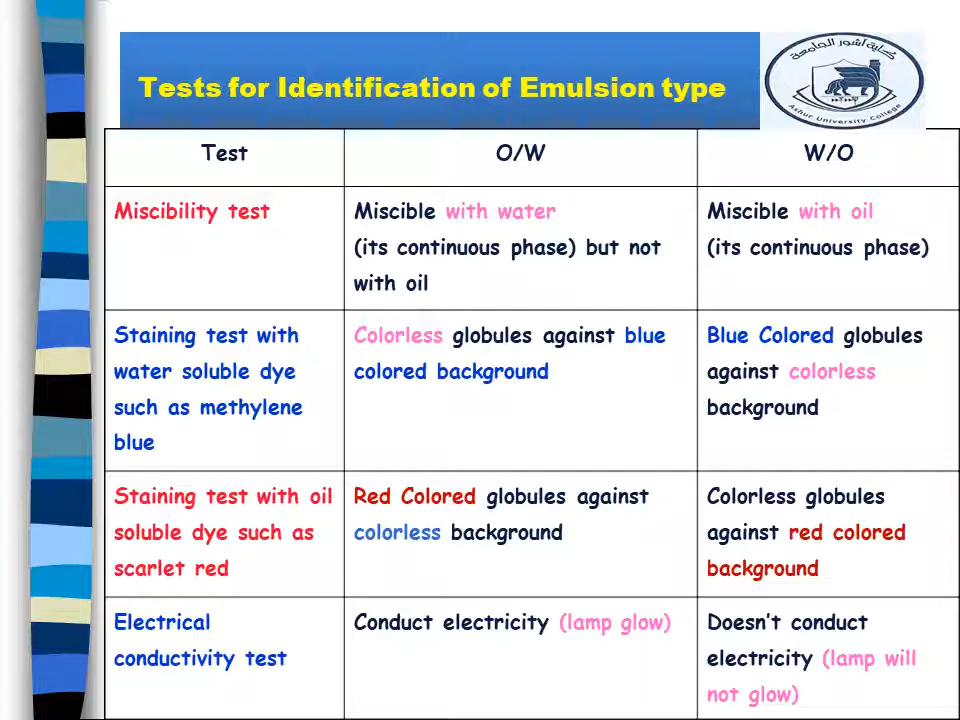 Tests for Identification of Emulsion type
كلية آشور الجامعة
Ashur University College
Test
O/W
W/O
Miscibility test
Miscible with water
(its continuous phase) but not
with oil
Miscible with oil
(its continuous phase)
Staining test with
water soluble dye
such as methylene
blue
Colorless globules against blue
colored background
Blue Colored globules
against colorless
background
Staining test with oil
soluble dye such as
scarlet red
Red Colored globules against
colorless background
Colorless globules
against red colored
background
Electrical
conductivity test
Conduct electricity (lamp glow)
Doesn’t conduct
electricity (lamp will
not glow)